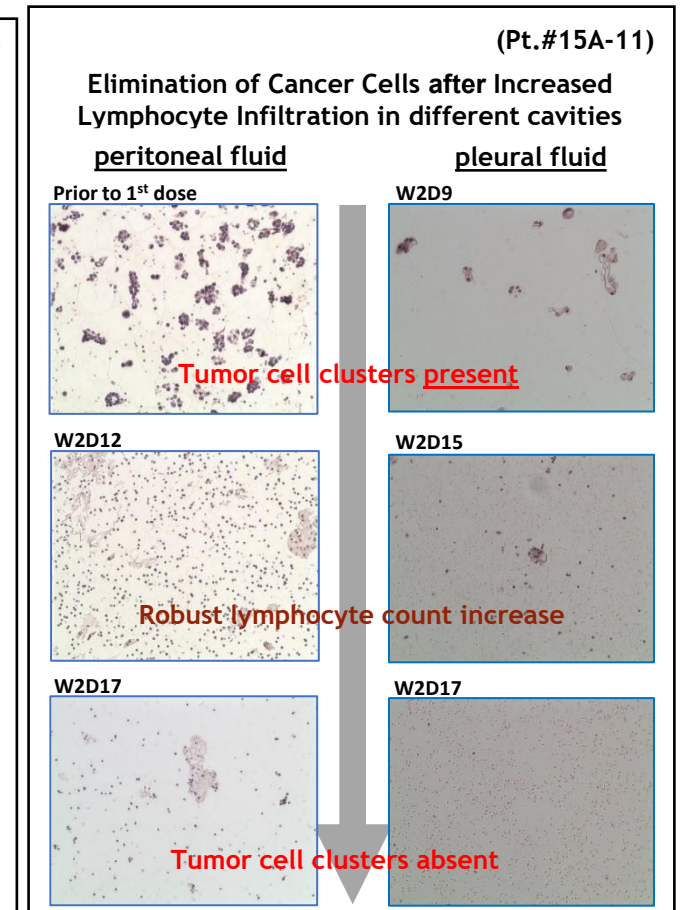 (Pt.#15A-11)
Elimination of Cancer Cells after Increased
Lymphocyte Infiltration in different cavities
peritoneal fluid
pleural fluid
Prior to 1st dose
W2D9
Tumor cell clusters present
W2D12
W2D15
Robust lymphocyte count increase
W2D17
W2D17
Tumor cell clusters absent